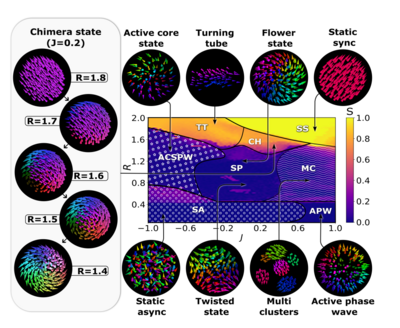 Chimera state
(J=0.2)
R=1.8
R=1.7
R=1.6
R=1.5
R=1.4
Active core
state
Turning
tube
Flower
state
Static
sync
S
2.0
1.6
1.2
0.8
0.4
R
TT
SS
CH
ACSPW
SP
MC
SA
APW
1.0
0.8
0.6
0.4
0.2
0.0
−1.0
−0.6
−0.2
0.2
0.6
1.0
J
Static
async
Twisted
state
Multi
clusters
Active phase
wave